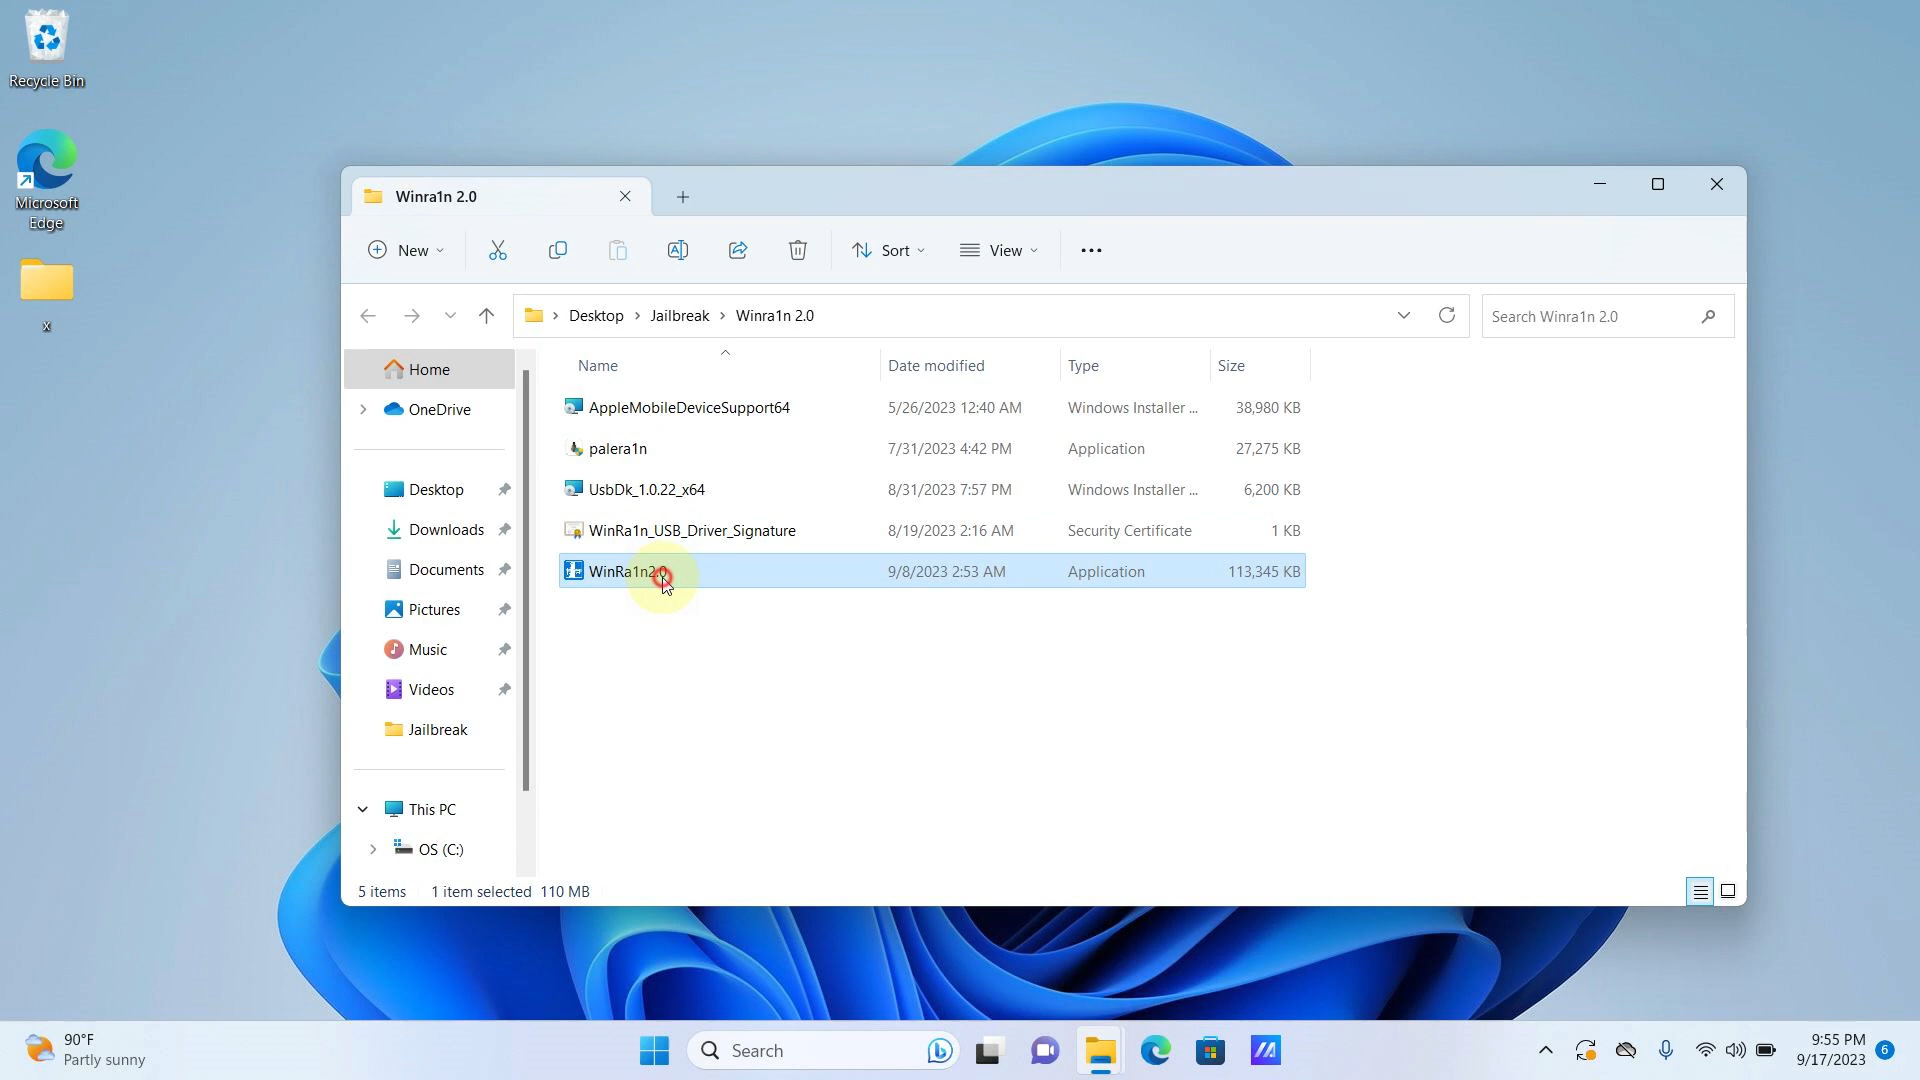 Recycle Bin
Microsoft
Edge
x
Winra1n 2.0
New
Sort
View
Desktop
Jailbreak
Winra1n 2.0
Search Winra1n 2.0
Home
OneDrive
Desktop
Downloads
Documents
Pictures
Music
Videos
Jailbreak
This PC
OS (C:)
Name Date modified Type Size
AppleMobileDeviceSupport64 5/26/2023 12:40 AM Windows Installer ... 38,980 KB
palera1n 7/31/2023 4:42 PM Application 27,275 KB
UsbDk_1.0.22_x64 8/31/2023 7:57 PM Windows Installer ... 6,200 KB
WinRa1n_USB_Driver_Signature 8/19/2023 2:16 AM Security Certificate 1 KB
WinRa1n2.0 9/8/2023 2:53 AM Application 113,345 KB
5 items 1 item selected 110 MB
90°F
Partly sunny
Search
9:55 PM
9/17/2023
6